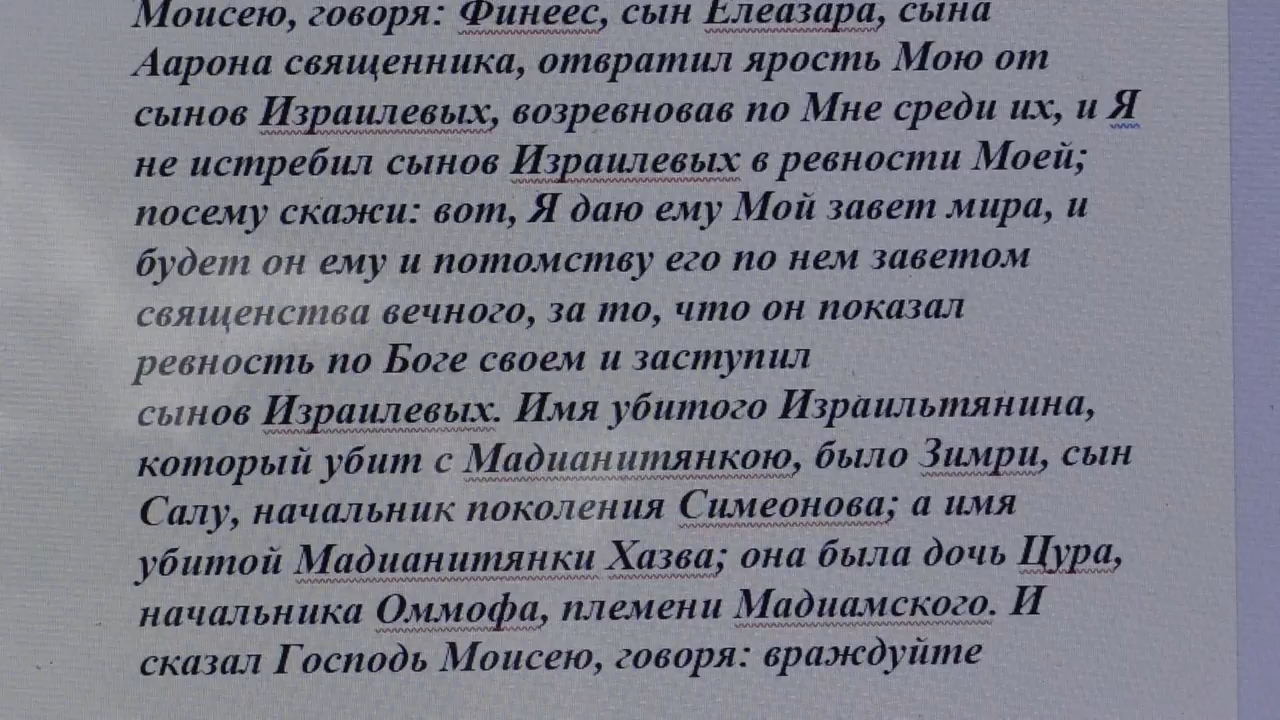 Моисею, говоря: Финеес, сын Елеазара, сына
Аарона священника, отвратил ярость Мою от
сынов Израилевых, возревновав по Мне среди их, и Я
не истребил сынов Израилевых в ревности Моей;
посему скажи: вот, Я даю ему Мой завет мира, и
будет он ему и потомству его по нем заветом
священства вечного, за то, что он показал
ревность по Боге своем и заступил
сынов Израилевых. Имя убитого Израильтянина,
который убит с Мадианитянкою, было Зимри, сын
Салу, начальник поколения Симеонова; а имя
убитой Мадианитянки Хазва; она была дочь Цура,
начальника Оммофа, племени Мадиамского. И
сказал Господь Моисею, говоря: враждуйте